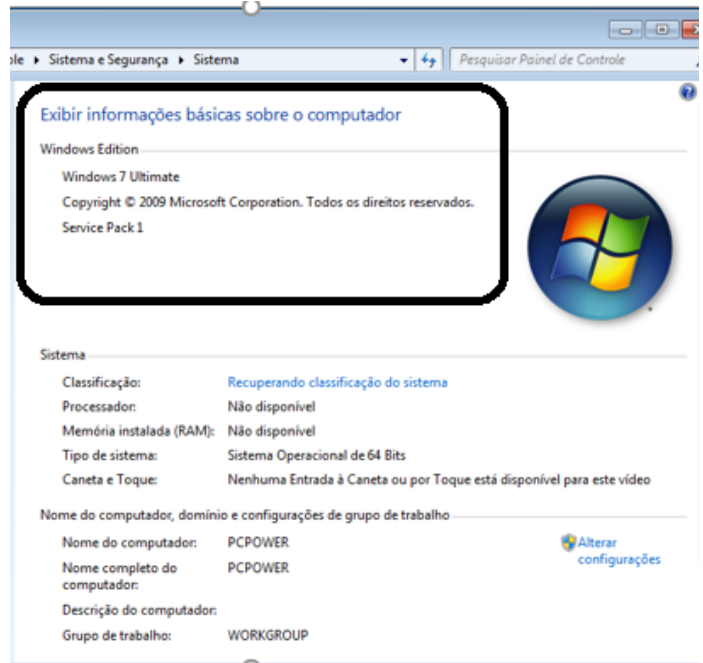 ole ▸ Sistema e Segurança ▸ Sistema
Pesquisar Painel de Controle
Exibir informações básicas sobre o computador
Windows Edition
Windows 7 Ultimate
Copyright © 2009 Microsoft Corporation. Todos os direitos reservados.
Service Pack 1
Sistema
Classificação: Recuperando classificação do sistema
Processador: Não disponível
Memória instalada (RAM): Não disponível
Tipo de sistema: Sistema Operacional de 64 Bits
Caneta e Toque: Nenhuma Entrada à Caneta ou por Toque está disponível para este vídeo
Nome do computador, domínio e configurações de grupo de trabalho
Nome do computador: PCPOWER
Alterar
configurações
Nome completo do PCPOWER
computador:
Descrição do computador:
Grupo de trabalho: WORKGROUP